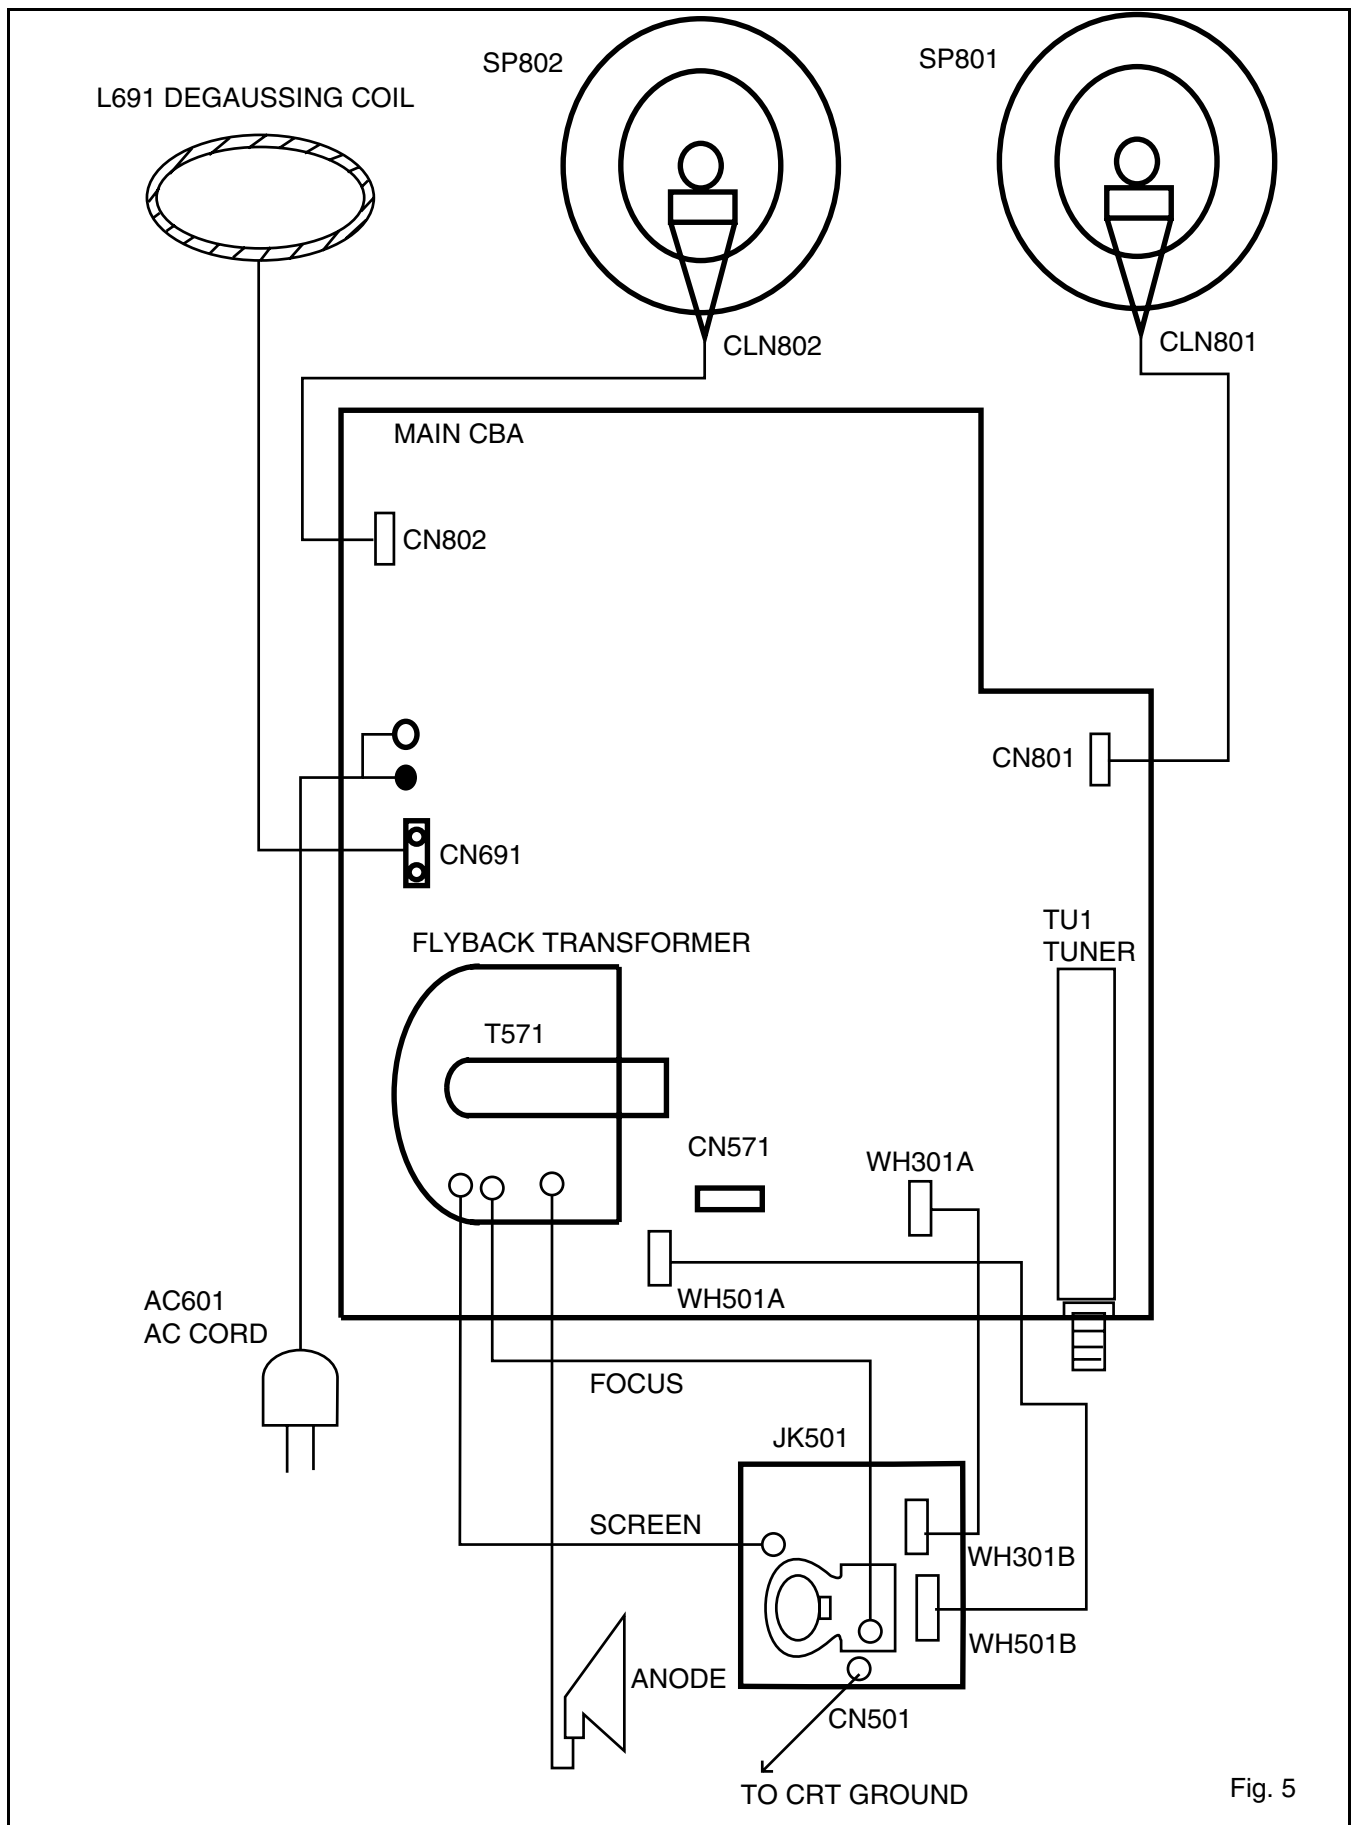 SP802
SP801
L691 DEGAUSSING COIL
CLN802
CLN801
MAIN CBA
CN802
CN801
CN691
TU1
TUNER
FLYBACK TRANSFORMER
T571
CN571
WH301A
WH501A
AC601
AC CORD
FOCUS
JK501
SCREEN
WH301B
WH501B
ANODE
CN501
TO CRT GROUND
Fig. 5